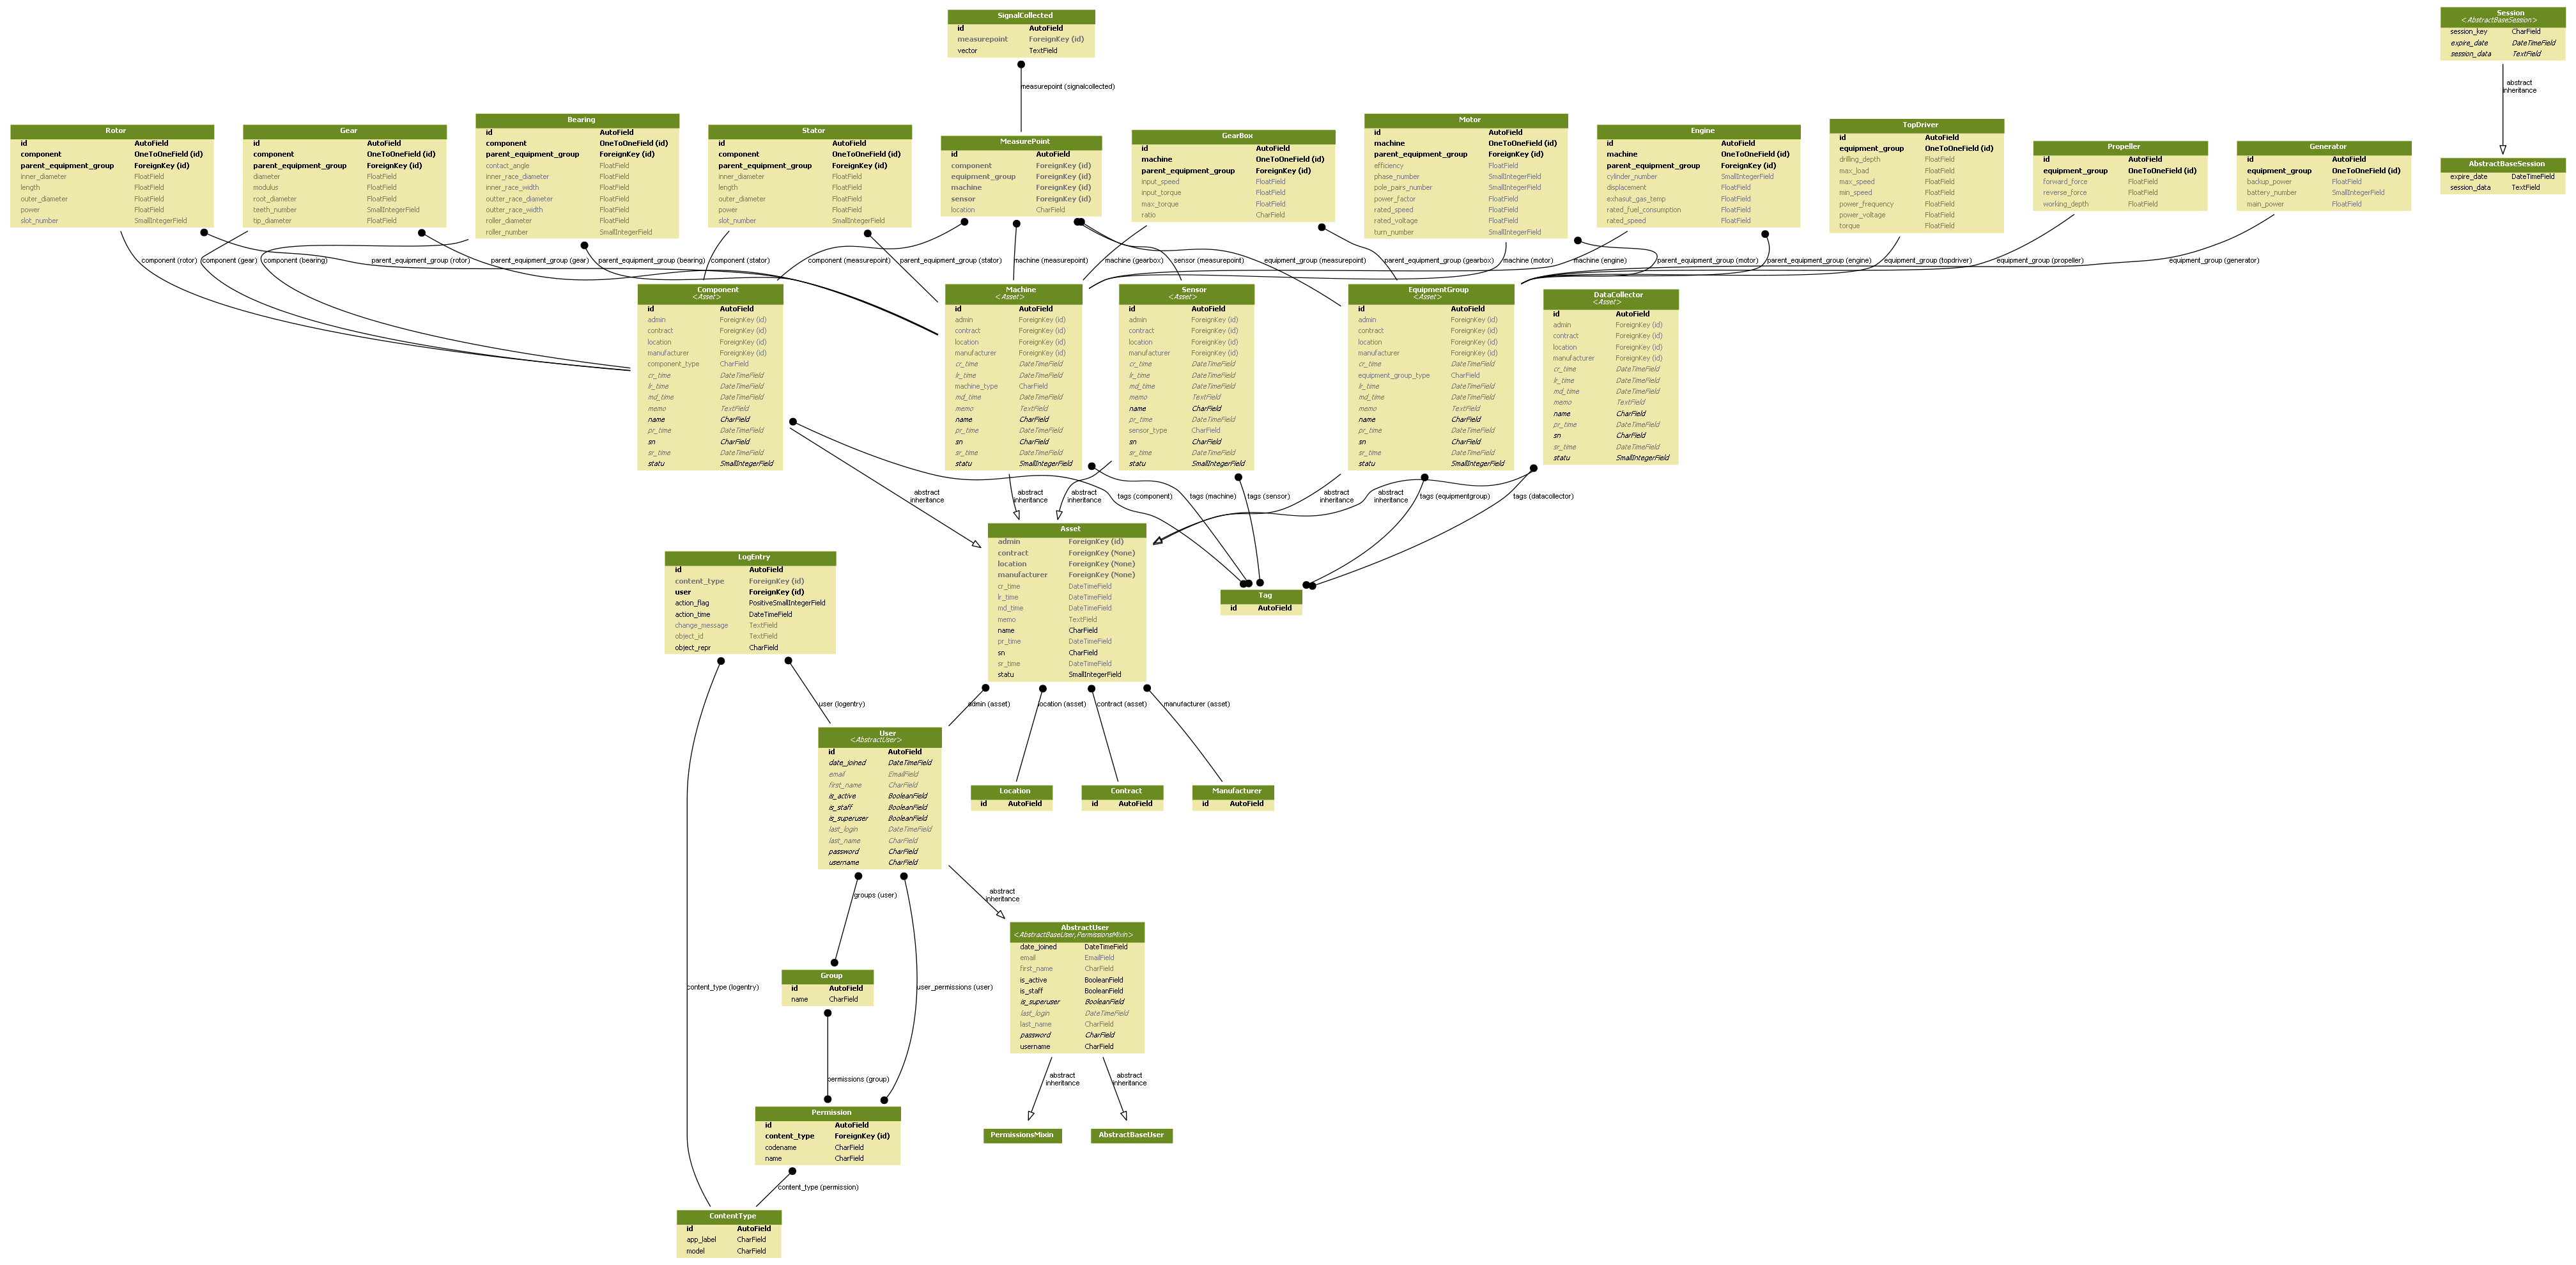 SignalCollected
id AutoField
measurepoint ForeignKey (id)
vector TextField
measurepoint (signalcollected)
Session
<AbstractBaseSession>
session_key CharField
expire_date DateTimeField
session_data TextField
abstract
inheritance
AbstractBaseSession
expire_date DateTimeField
session_data TextField
Rotor
id AutoField
component OneToOneField (id)
parent_equipment_group ForeignKey (id)
inner_diameter FloatField
length FloatField
outer_diameter FloatField
power FloatField
slot_number SmallIntegerField
Gear
id AutoField
component OneToOneField (id)
parent_equipment_group ForeignKey (id)
diameter FloatField
modulus FloatField
root_diameter FloatField
teeth_number SmallIntegerField
tip_diameter FloatField
Bearing
id AutoField
component OneToOneField (id)
parent_equipment_group ForeignKey (id)
contact_angle FloatField
inner_race_diameter FloatField
inner_race_width FloatField
outter_race_diameter FloatField
outter_race_width FloatField
roller_diameter FloatField
roller_number SmallIntegerField
Stator
id AutoField
component OneToOneField (id)
parent_equipment_group ForeignKey (id)
inner_diameter FloatField
length FloatField
outer_diameter FloatField
power FloatField
slot_number SmallIntegerField
MeasurePoint
id AutoField
component ForeignKey (id)
equipment_group ForeignKey (id)
machine ForeignKey (id)
sensor ForeignKey (id)
location CharField
GearBox
id AutoField
machine OneToOneField (id)
parent_equipment_group ForeignKey (id)
input_speed FloatField
input_torque FloatField
max_torque FloatField
ratio CharField
Motor
id AutoField
machine OneToOneField (id)
parent_equipment_group ForeignKey (id)
efficiency FloatField
phase_number SmallIntegerField
pole_pairs_number SmallIntegerField
power_factor FloatField
rated_speed FloatField
rated_voltage FloatField
turn_number SmallIntegerField
Engine
id AutoField
machine OneToOneField (id)
parent_equipment_group ForeignKey (id)
cylinder_number SmallIntegerField
displacement FloatField
exhasut_gas_temp FloatField
rated_fuel_consumption FloatField
rated_speed FloatField
TopDriver
id AutoField
equipment_group OneToOneField (id)
drilling_depth FloatField
max_load FloatField
max_speed FloatField
min_speed FloatField
power_frequency FloatField
power_voltage FloatField
torque FloatField
Propeller
id AutoField
equipment_group OneToOneField (id)
forward_force FloatField
reverse_force FloatField
working_depth FloatField
Generator
id AutoField
equipment_group OneToOneField (id)
backup_power FloatField
battery_number SmallIntegerField
main_power FloatField
component (rotor)
component (gear)
component (bearing)
parent_equipment_group (rotor)
parent_equipment_group (gear)
parent_equipment_group (bearing)
component (stator)
component (measurepoint)
parent_equipment_group (stator)
machine (measurepoint)
machine (gearbox)
sensor (measurepoint)
equipment_group (measurepoint)
parent_equipment_group (gearbox)
machine (motor)
machine (engine)
parent_equipment_group (motor)
parent_equipment_group (engine)
equipment_group (topdriver)
equipment_group (propeller)
equipment_group (generator)
Component
<Asset>
id AutoField
admin ForeignKey (id)
contract ForeignKey (id)
location ForeignKey (id)
manufacturer ForeignKey (id)
component_type CharField
cr_time DateTimeField
lr_time DateTimeField
md_time DateTimeField
memo TextField
name CharField
pr_time DateTimeField
sn CharField
sr_time DateTimeField
statu SmallIntegerField
Machine
<Asset>
id AutoField
admin ForeignKey (id)
contract ForeignKey (id)
location ForeignKey (id)
manufacturer ForeignKey (id)
cr_time DateTimeField
lr_time DateTimeField
machine_type CharField
md_time DateTimeField
memo TextField
name CharField
pr_time DateTimeField
sn CharField
sr_time DateTimeField
statu SmallIntegerField
Sensor
<Asset>
id AutoField
admin ForeignKey (id)
contract ForeignKey (id)
location ForeignKey (id)
manufacturer ForeignKey (id)
cr_time DateTimeField
lr_time DateTimeField
md_time DateTimeField
memo TextField
name CharField
pr_time DateTimeField
sensor_type CharField
sn CharField
sr_time DateTimeField
statu SmallIntegerField
EquipmentGroup
<Asset>
id AutoField
admin ForeignKey (id)
contract ForeignKey (id)
location ForeignKey (id)
manufacturer ForeignKey (id)
cr_time DateTimeField
equipment_group_type CharField
lr_time DateTimeField
md_time DateTimeField
memo TextField
name CharField
pr_time DateTimeField
sn CharField
sr_time DateTimeField
statu SmallIntegerField
DataCollector
<Asset>
id AutoField
admin ForeignKey (id)
contract ForeignKey (id)
location ForeignKey (id)
manufacturer ForeignKey (id)
cr_time DateTimeField
lr_time DateTimeField
md_time DateTimeField
memo TextField
name CharField
pr_time DateTimeField
sn CharField
sr_time DateTimeField
statu SmallIntegerField
abstract
inheritance
abstract
inheritance
abstract
inheritance
tags (component)
tags (machine)
tags (sensor)
abstract
inheritance
abstract
inheritance
tags (equipmentgroup)
tags (datacollector)
Asset
admin ForeignKey (id)
contract ForeignKey (None)
location ForeignKey (None)
manufacturer ForeignKey (None)
cr_time DateTimeField
lr_time DateTimeField
md_time DateTimeField
memo TextField
name CharField
pr_time DateTimeField
sn CharField
sr_time DateTimeField
statu SmallIntegerField
Tag
id AutoField
LogEntry
id AutoField
content_type ForeignKey (id)
user ForeignKey (id)
action_flag PositiveSmallIntegerField
action_time DateTimeField
change_message TextField
object_id TextField
object_repr CharField
user (logentry)
admin (asset)
location (asset)
contract (asset)
manufacturer (asset)
User
<AbstractUser>
id AutoField
date_joined DateTimeField
email EmailField
first_name CharField
is_active BooleanField
is_staff BooleanField
is_superuser BooleanField
last_login DateTimeField
last_name CharField
password CharField
username CharField
Location
id AutoField
Contract
id AutoField
Manufacturer
id AutoField
groups (user)
abstract
inheritance
AbstractUser
<AbstractBaseUser,PermissionsMixin>
date_joined DateTimeField
email EmailField
first_name CharField
is_active BooleanField
is_staff BooleanField
is_superuser BooleanField
last_login DateTimeField
last_name CharField
password CharField
username CharField
Group
id AutoField
name CharField
content_type (logentry)
user_permissions (user)
permissions (group)
abstract
inheritance
abstract
inheritance
Permission
id AutoField
content_type ForeignKey (id)
codename CharField
name CharField
PermissionsMixin
AbstractBaseUser
content_type (permission)
ContentType
id AutoField
app_label CharField
model CharField